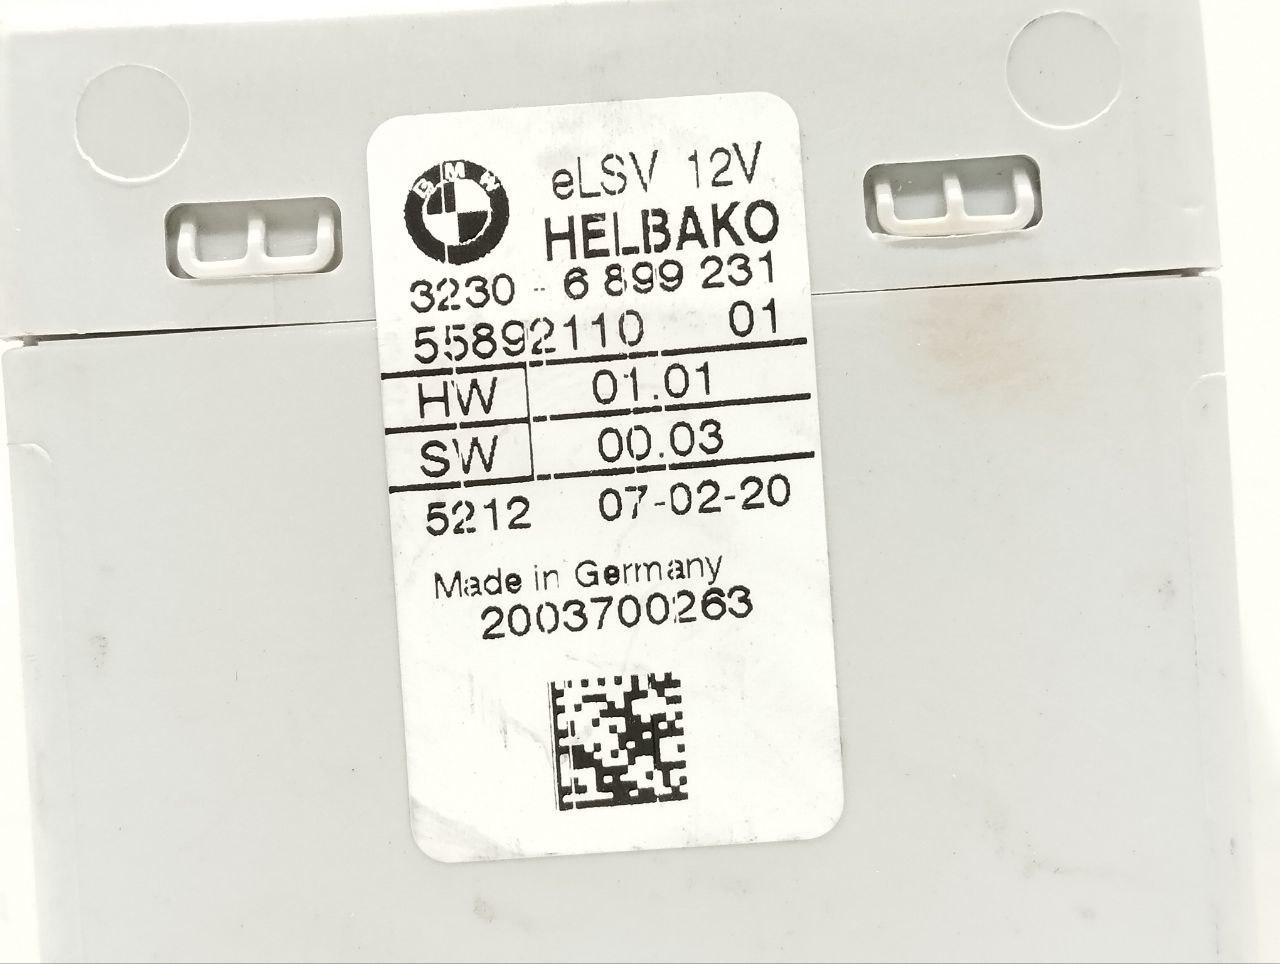 BMW
eLSV 12V
HELBAKO
3230 - 6 899 231
55892110 01
HW 01.01
SW 00.03
5212 07-02-20
Made in Germany
2003700263